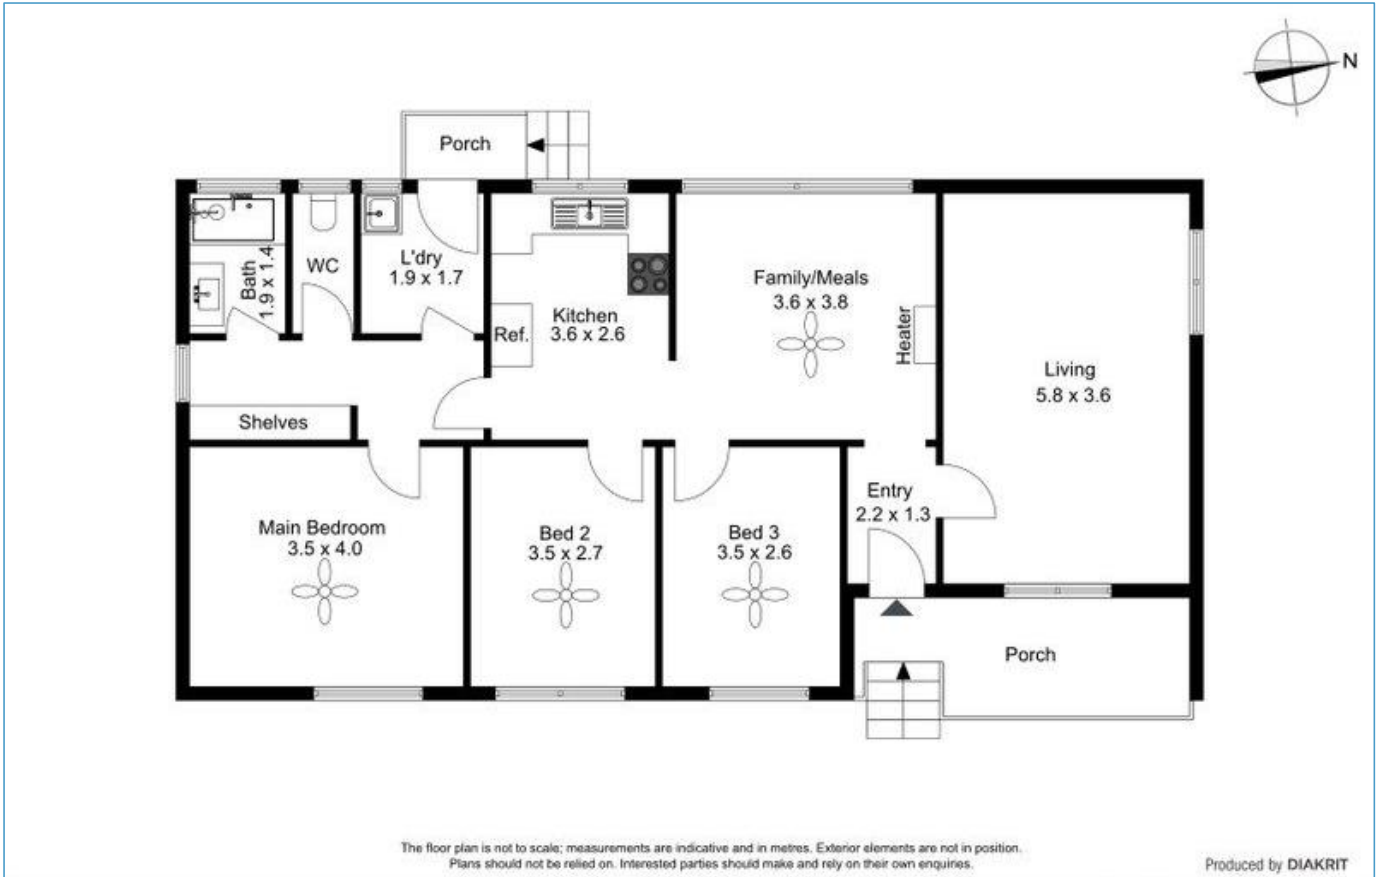 N
Porch
Bath
1.9 x 1.4
WC
L'dry
1.9 x 1.7
Kitchen
3.6 x 2.6
Ref.
Family/Meals
3.6 x 3.8
Heater
Living
5.8 x 3.6
Shelves
Main Bedroom
3.5 x 4.0
Bed 2
3.5 x 2.7
Bed 3
3.5 x 2.6
Entry
2.2 x 1.3
Porch
The floor plan is not to scale; measurements are indicative and in metres. Exterior elements are not in position.
Plans should not be relied on. Interested parties should make and rely on their own enquiries.
Produced by DIAKRIT